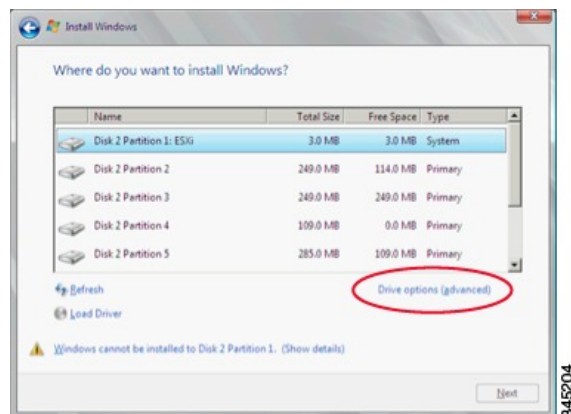 Install Windows
Where do you want to install Windows?
Name Total Size Free Space Type
Disk 2 Partition 1: ESXi 3.0 MB 3.0 MB System
Disk 2 Partition 2 249.0 MB 114.0 MB Primary
Disk 2 Partition 3 249.0 MB 249.0 MB Primary
Disk 2 Partition 4 109.0 MB 0.0 MB Primary
Disk 2 Partition 5 285.0 MB 109.0 MB Primary
Refresh Drive options (advanced)
Load Driver
Windows cannot be installed to Disk 2 Partition 1. (Show details)
Next
345204